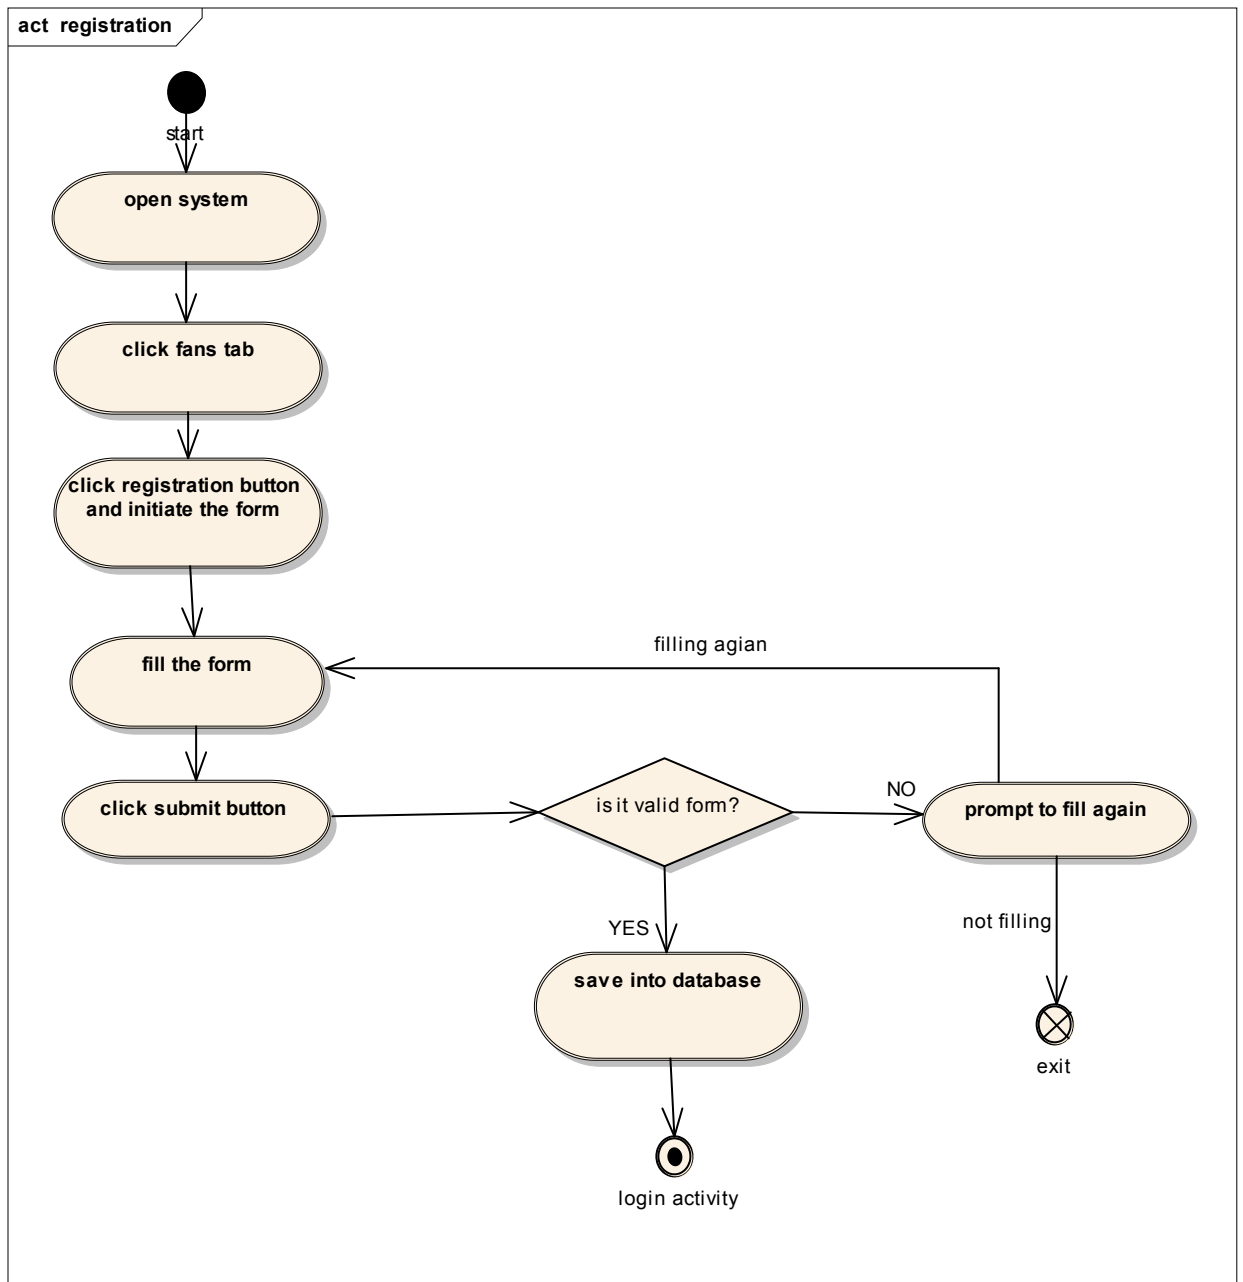 act registration
start
open system
click fans tab
click registration button
and initiate the form
fill the form
filling agian
click submit button
is it valid form?
NO
prompt to fill again
YES
not filling
save into database
exit
login activity